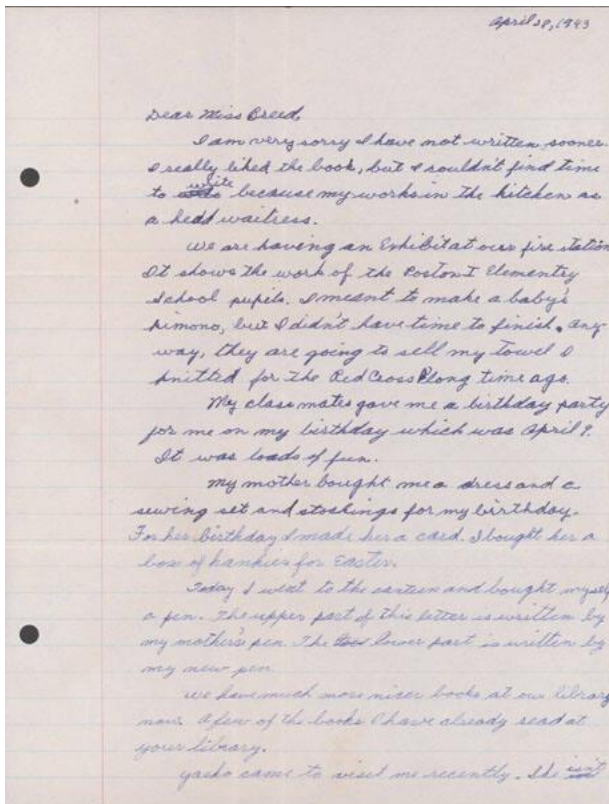 April 28, 1943
Dear Miss Breed,
I am very sorry I have not written sooner.
I really liked the book, but I couldn't find time
to write because my works in the kitchen as
a head waitress.
We are having an Exhibit at our fire station
It shows the work of the Poston I Elementry
School pupils. I meant to make a baby's
kimono, but I didn't have time to finish. Any-
way, they are going to sell my towel I
knitted for the Red Cross long time ago.
My class mates gave me a birthday party
for me on my birthday which was April 9.
It was loads of fun.
My mother bought me a dress and a
sewing set and stockings for my birthday.
For her birthday I made her a card. I bought her a
box of hankies for Easter.
Today I went to the canteen and bought myself
a pen. The upper part of this letter is written by
my mother's pen. The lower part is written by
my new pen
We have much more nicer books at our library
now. A few of the books I have already read at
your library.
Yaeko came to visit me recently. She isn't